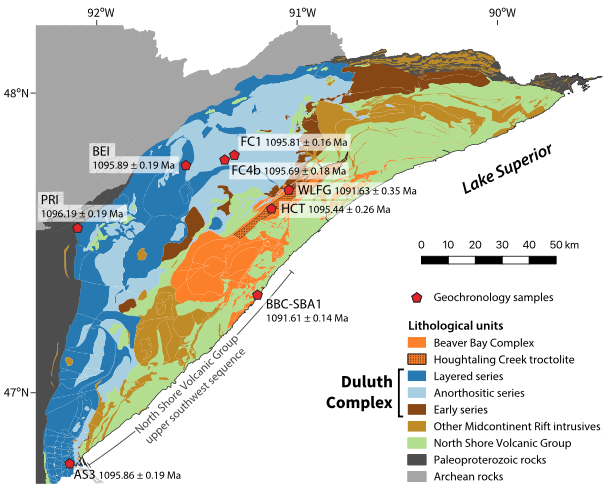 92°W
91°W
90°W
48°N
47°N
FC1 1095.81 ± 0.16 Ma
BEI
1095.89 ± 0.19 Ma
FC4b 1095.69 ± 0.18 Ma
WLFG 1091.63 ± 0.35 Ma
PRI
1096.19 ± 0.19 Ma
HCT 1095.44 ± 0.26 Ma
Lake Superior
0 10 20 30 40 50 km
BBC-SBA1
1091.61 ± 0.14 Ma
North Shore Volcanic Group
upper southwest sequence
AS3 1095.86 ± 0.19 Ma
Geochronology samples
Lithological units
Beaver Bay Complex
Houghtaling Creek troctolite
Duluth
Complex
Layered series
Anorthositic series
Early series
Other Midcontinent Rift intrusives
North Shore Volcanic Group
Paleoproterozoic rocks
Archean rocks